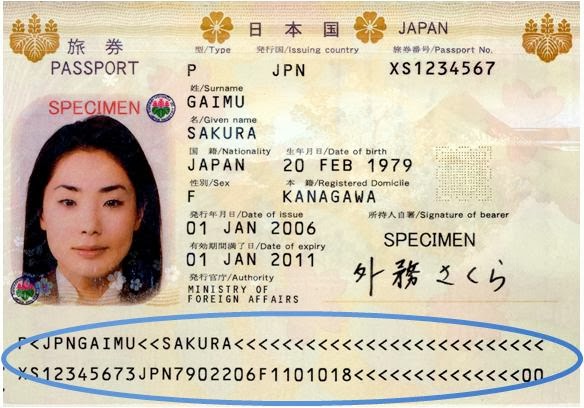 日本国 JAPAN
旅券 型/Type 発行国/Issuing country 旅券番号/Passport No.
PASSPORT P JPN XS1234567
姓/Surname
GAIMU
SPECIMEN
名/Given name
SAKURA
国 籍/Nationality 生年月日/Date of birth
JAPAN 20 FEB 1979
性別/Sex 本 籍/Registered Domicile
F KANAGAWA
発行年月日/Date of issue 所持人自署/Signature of bearer
01 JAN 2006
SPECIMEN
有効期間満了日/Date of expiry
01 JAN 2011
外務さくら
発行官庁/Authority
MINISTRY OF
FOREIGN AFFAIRS
P<JPNGAIMU<<SAKURA<<<<<<<<<<<<<<<<<<<<<<<<<<
XS12345673JPN7902206F1101018<<<<<<<<<<<<<<00